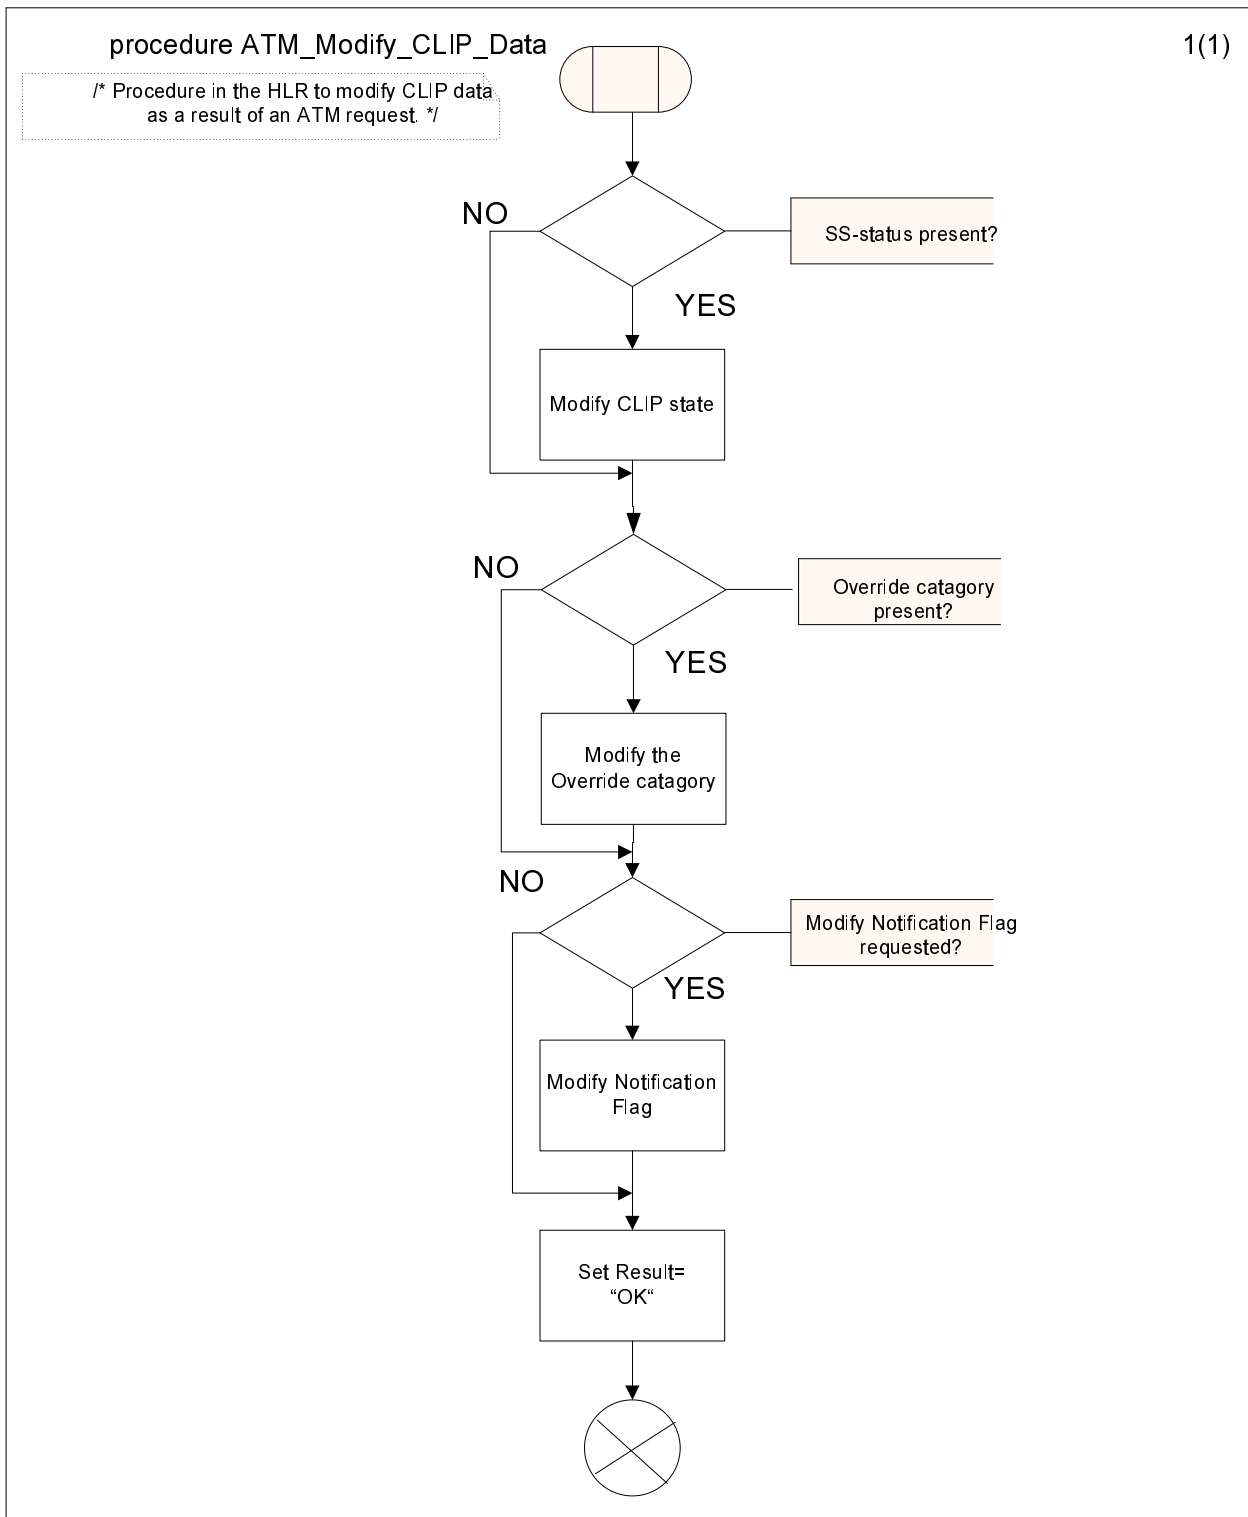 procedure ATM_Modify_CLIP_Data
1(1)
/* Procedure in the HLR to modify CLIP data
as a result of an ATM request. */
NO
SS-status present?
YES
Modify CLIP state
NO
Override catagory
present?
YES
Modify the
Override catagory
NO
Modify Notification Flag
requested?
YES
Modify Notification
Flag
Set Result=
“OK“